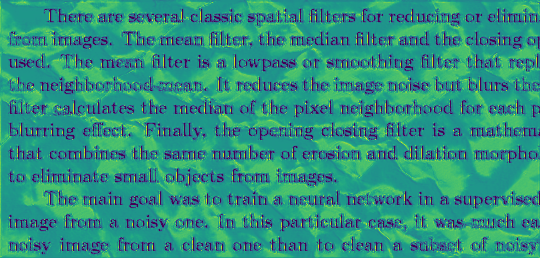 There are several classic spatial filters for reducing or elimin
from images. The mean filter, the median filter and the closing op
used. The mean filter is a lowpass or smoothing filter that repl
the neighborhood mean. It reduces the image noise but blurs the
filter calculates the median of the pixel neighborhood for each p
blurring effect. Finally, the opening closing filter is a mathema
that combines the same number of erosion and dilation morpho
to eliminate small objects from images.
The main goal was to train a neural network in a supervised
image from a noisy one. In this particular case, it was much ea
noisy image from a clean one than to clean a subset of noisy